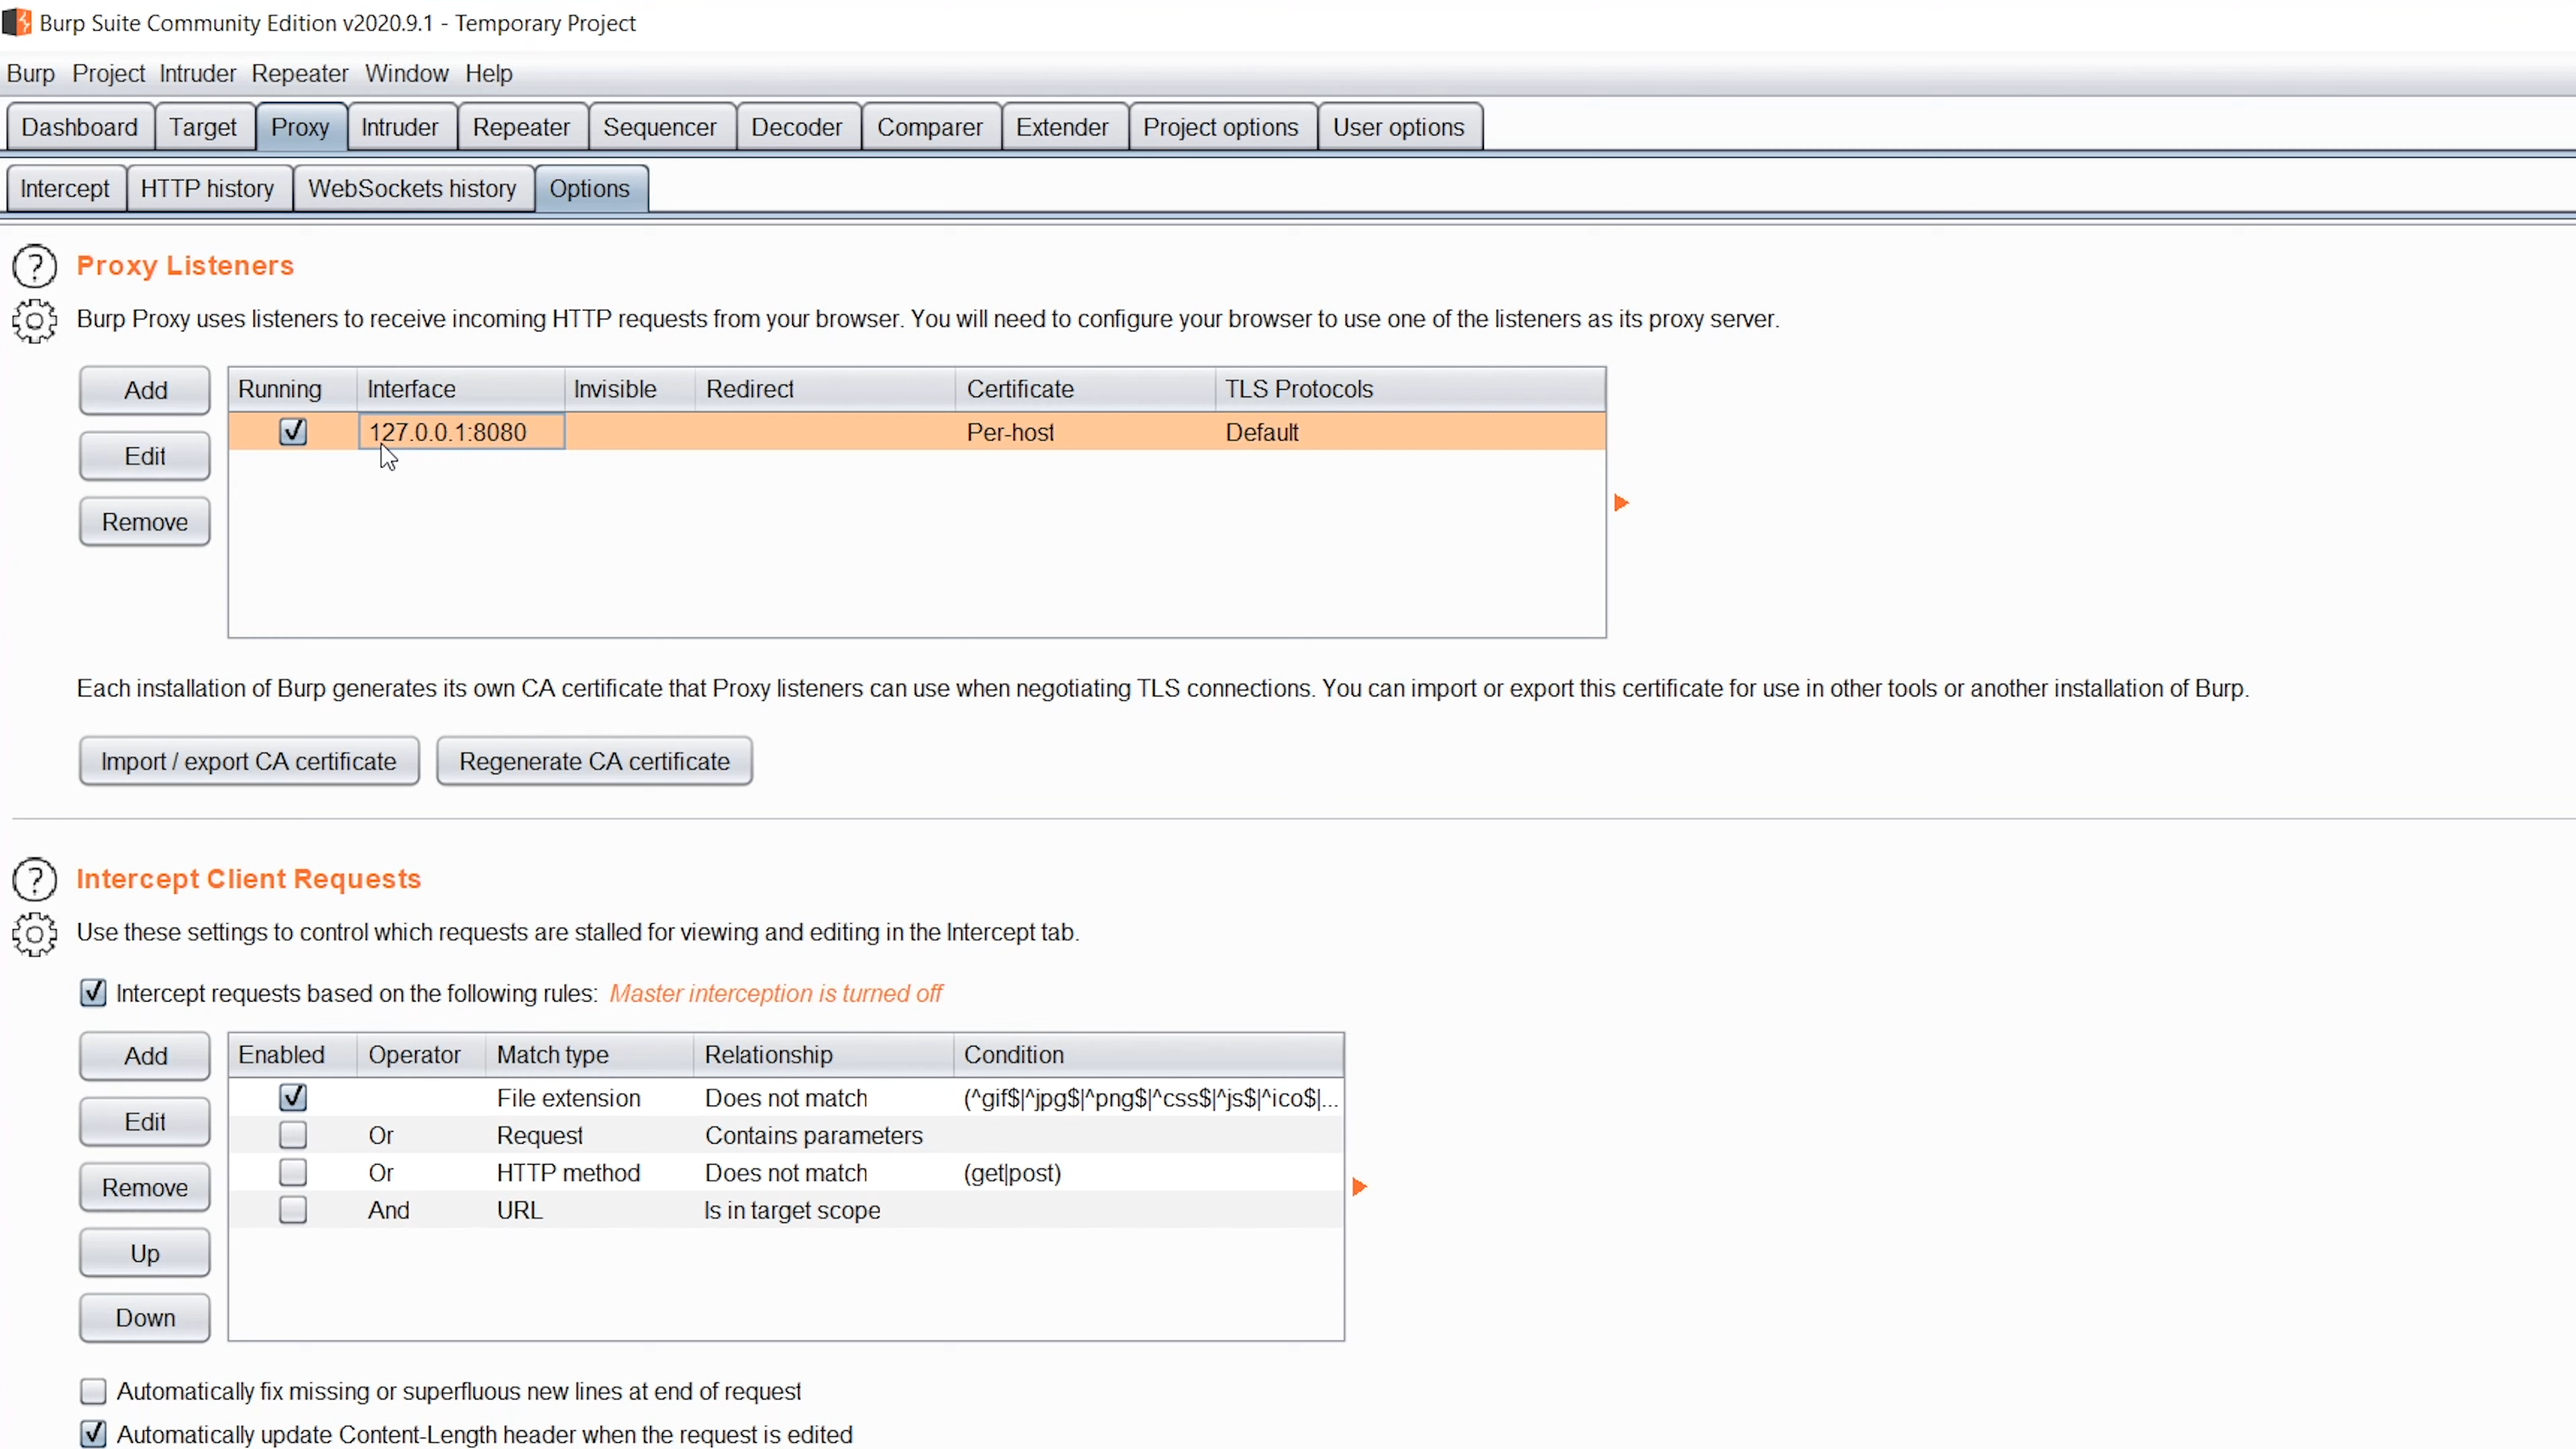 Burp Suite Community Edition v2020.9.1 - Temporary Project
Burp Project Intruder Repeater Window Help
Dashboard Target Proxy Intruder Repeater Sequencer Decoder Comparer Extender Project options User options
Intercept HTTP history WebSockets history Options
? Proxy Listeners
Burp Proxy uses listeners to receive incoming HTTP requests from your browser. You will need to configure your browser to use one of the listeners as its proxy server.
Add Running Interface Invisible Redirect Certificate TLS Protocols
127.0.0.1:8080 Per-host Default
Edit
Remove
Each installation of Burp generates its own CA certificate that Proxy listeners can use when negotiating TLS connections. You can import or export this certificate for use in other tools or another installation of Burp.
Import / export CA certificate Regenerate CA certificate
? Intercept Client Requests
Use these settings to control which requests are stalled for viewing and editing in the Intercept tab.
Intercept requests based on the following rules: Master interception is turned off
Add Enabled Operator Match type Relationship Condition
File extension Does not match (^gif$|^jpg$|^png$|^css$|^js$|^ico$|...
Edit Or Request Contains parameters
Or HTTP method Does not match (get|post)
Remove And URL Is in target scope
Up
Down
Automatically fix missing or superfluous new lines at end of request
Automatically update Content-Length header when the request is edited